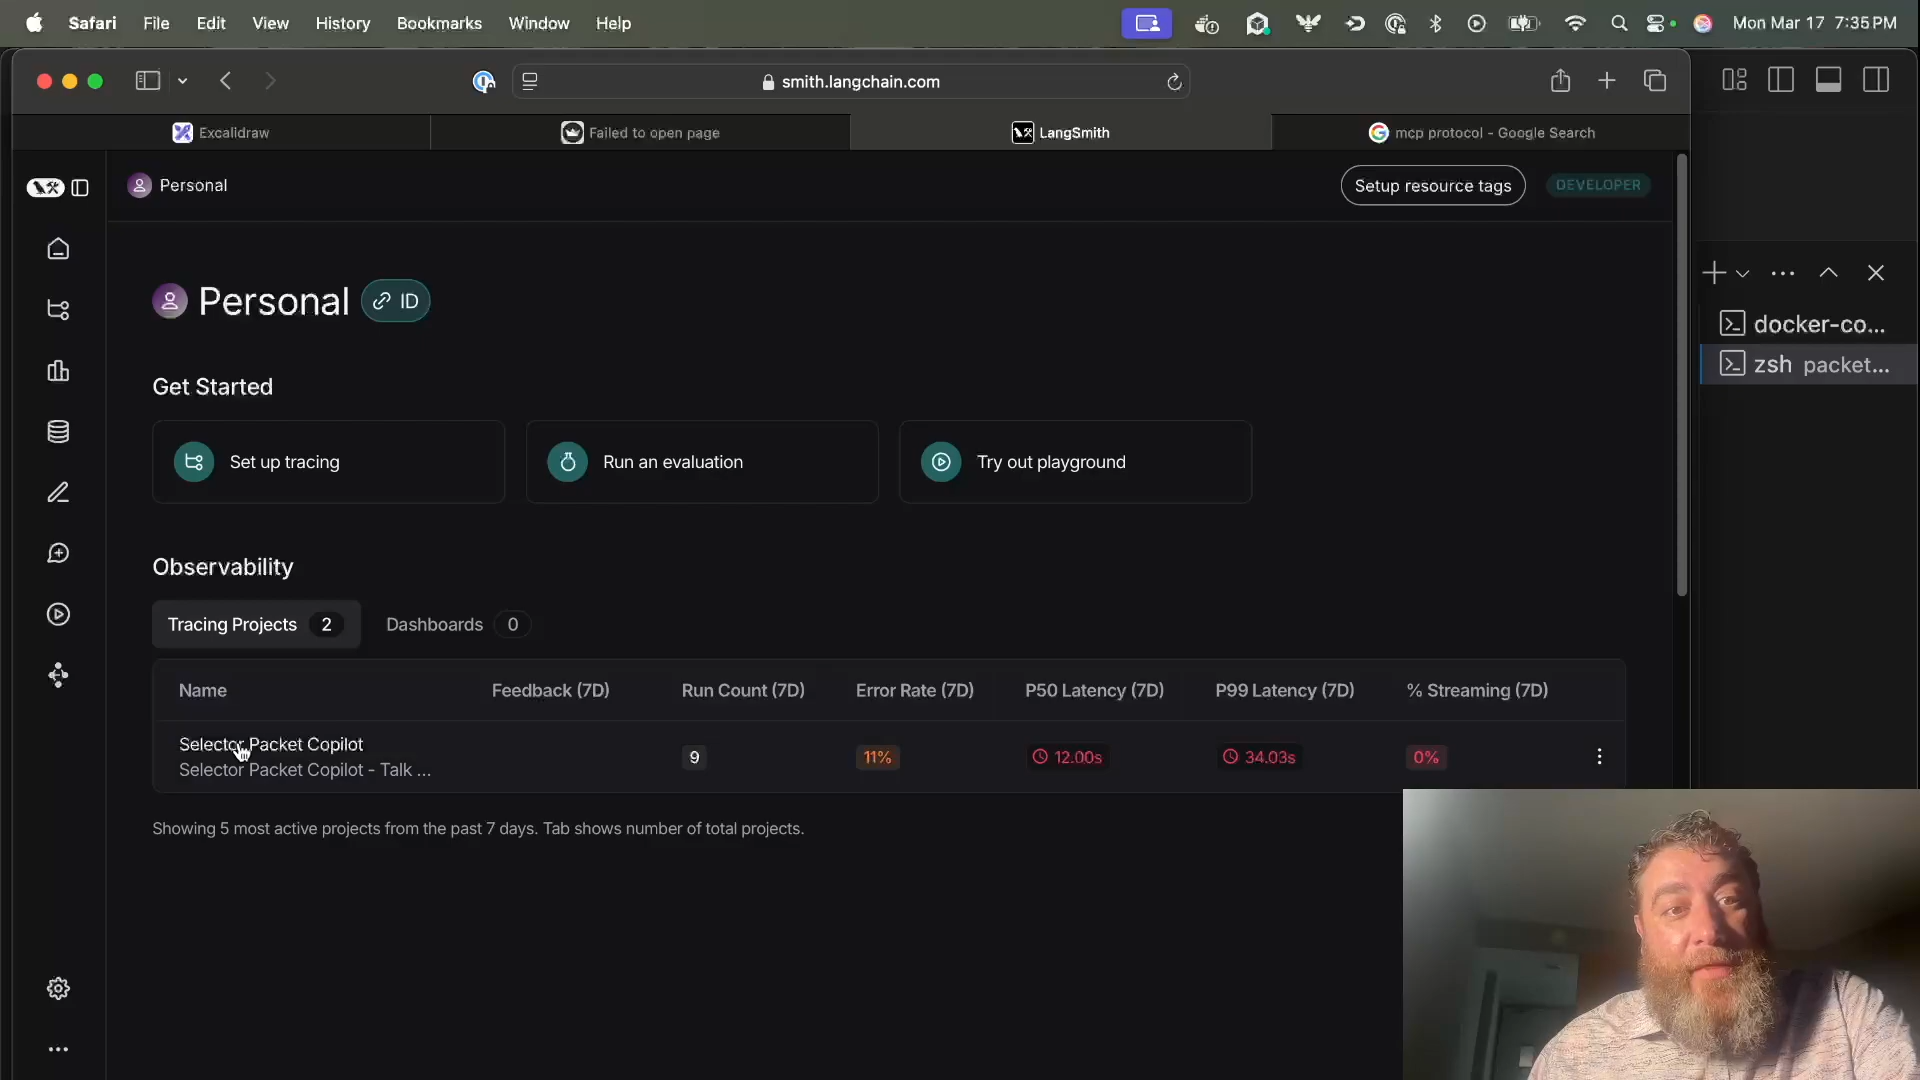 Safari File Edit View History Bookmarks Window Help Mon Mar 17 7:35 PM
smith.langchain.com
Excalidraw Failed to open page LangSmith mcp protocol - Google Search
Personal Setup resource tags DEVELOPER
Personal ID
docker-co...
zsh packet...
Get Started
Set up tracing Run an evaluation Try out playground
Observability
Tracing Projects 2 Dashboards 0
Name Feedback (7D) Run Count (7D) Error Rate (7D) P50 Latency (7D) P99 Latency (7D) % Streaming (7D)
Selector Packet Copilot
9 11% 12.00s 34.03s 0%
Selector Packet Copilot - Talk ...
Showing 5 most active projects from the past 7 days. Tab shows number of total projects.